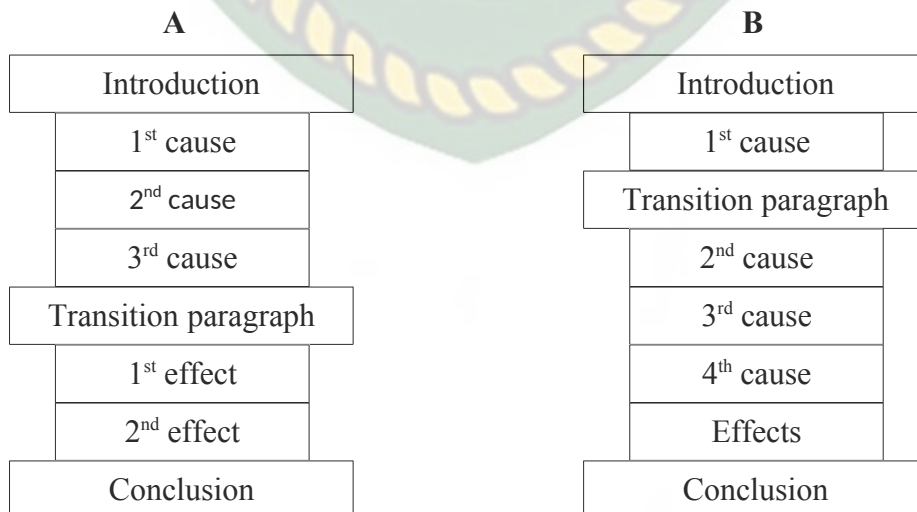 A
Introduction
1st cause
2nd cause
3rd cause
Transition paragraph
1st effect
2nd effect
Conclusion
B
Introduction
1st cause
Transition paragraph
2nd cause
3rd cause
4th cause
Effects
Conclusion